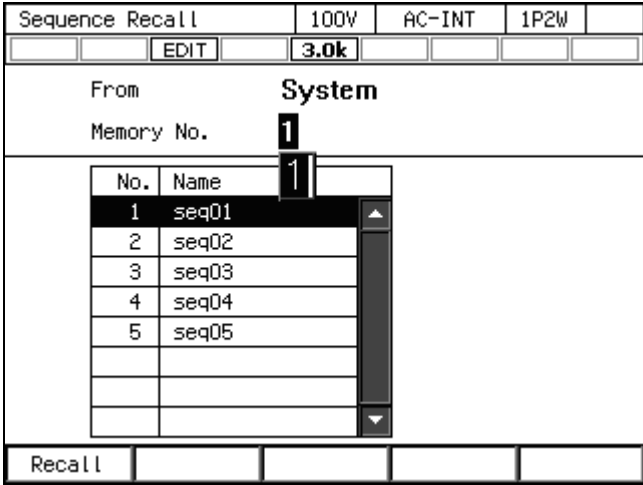 Sequence Recall 100V AC-INT 1P2W
EDIT 3.0k
From System
Memory No. 1
1
No. Name
1 seq01
2 seq02
3 seq03
4 seq04
5 seq05
Recall